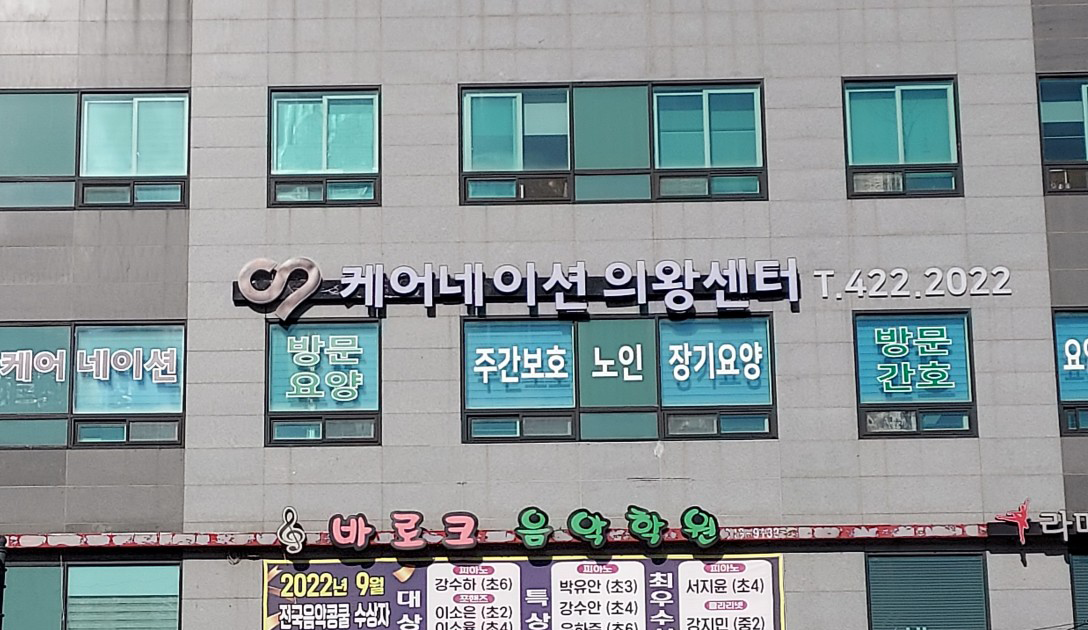 케어네이션 의왕센터 T.422.2022
케어 네이션
방문
요양
주간보호 노인 장기요양
방문
간호
바로크 음악학원
2022년 9월
전국음악콩쿨 수상자
대상
피아노
강수하 (초6)
이소은 (초2)
특상
피아노
박유안 (초3)
강수안 (초4)
최우수
서지윤 (초4)
클라리넷
강지민 (중2)